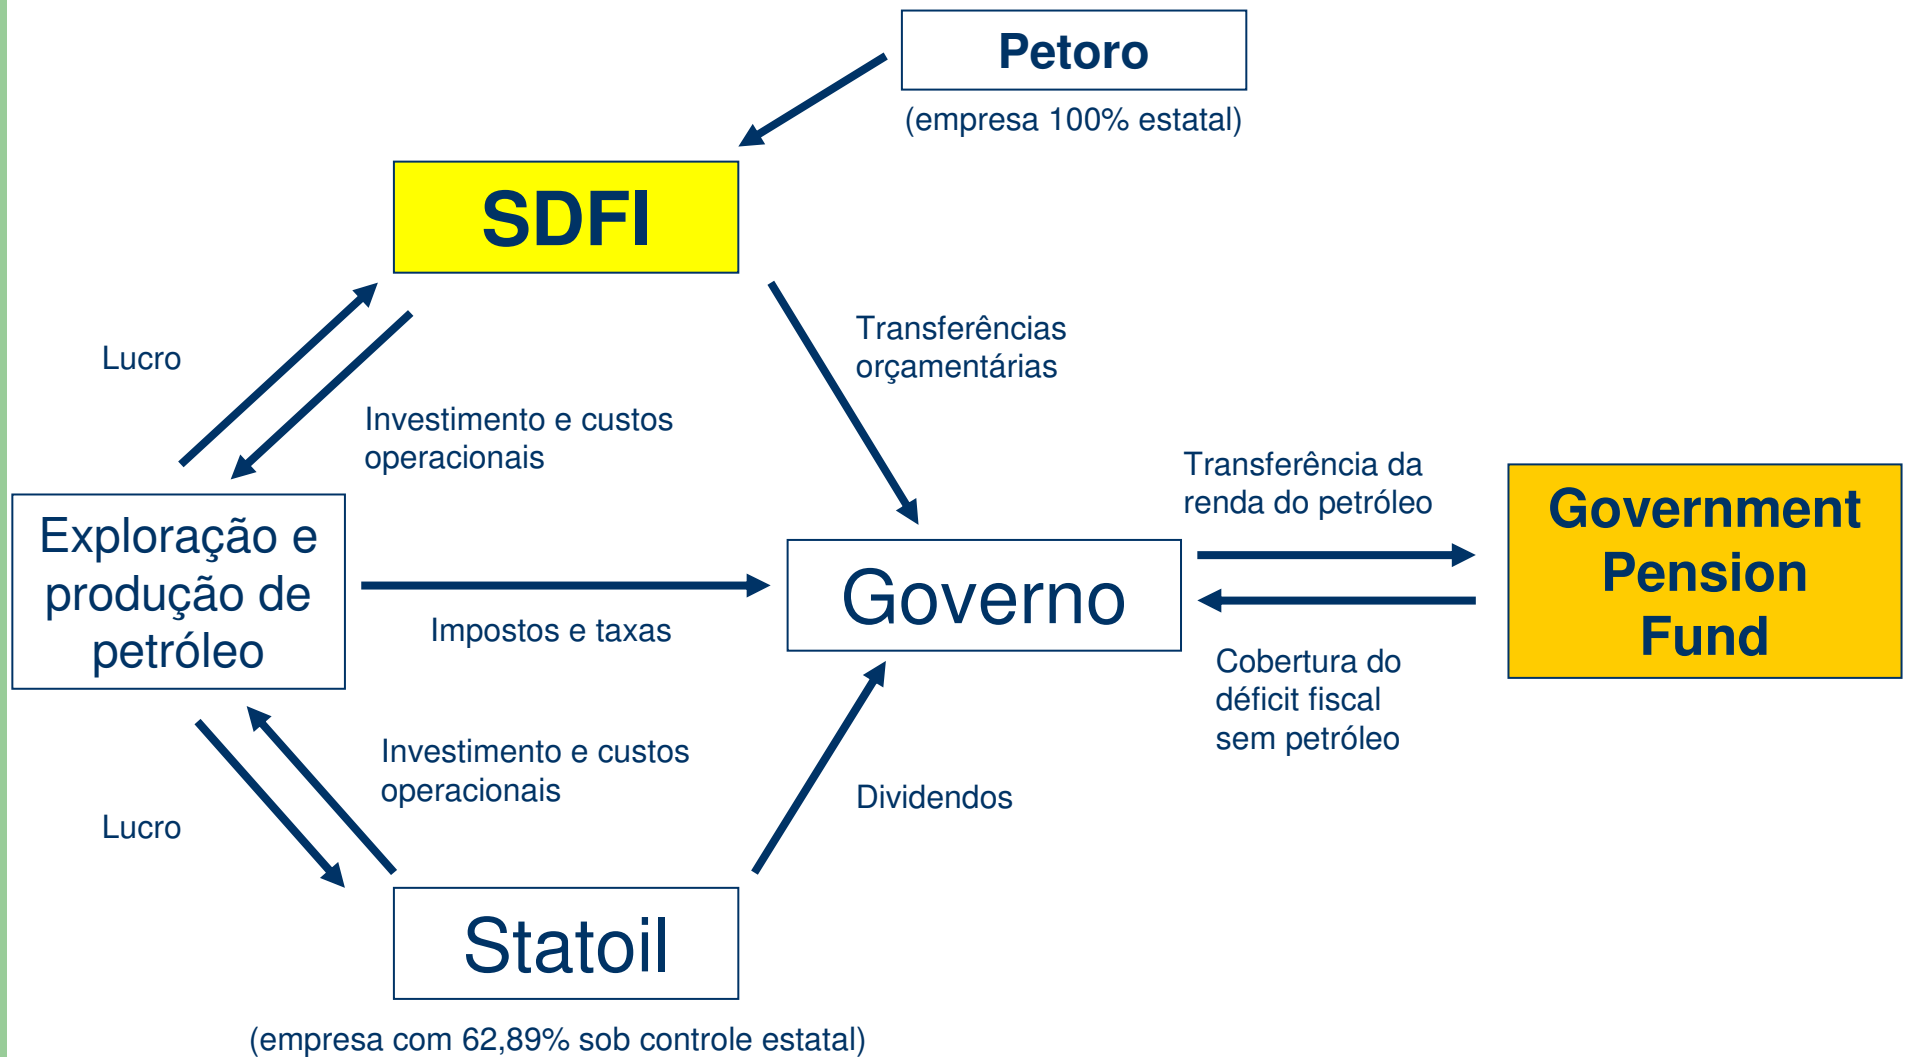 Petoro
(empresa 100% estatal)
SDFI
Transferências
orçamentárias
Lucro
Investimento e custos
operacionais
Transferência da
renda do petróleo
Government
Pension
Fund
Exploração e
produção de
petróleo
Governo
Impostos e taxas
Cobertura do
déficit fiscal
sem petróleo
Investimento e custos
operacionais
Dividendos
Lucro
Statoil
(empresa com 62,89% sob controle estatal)